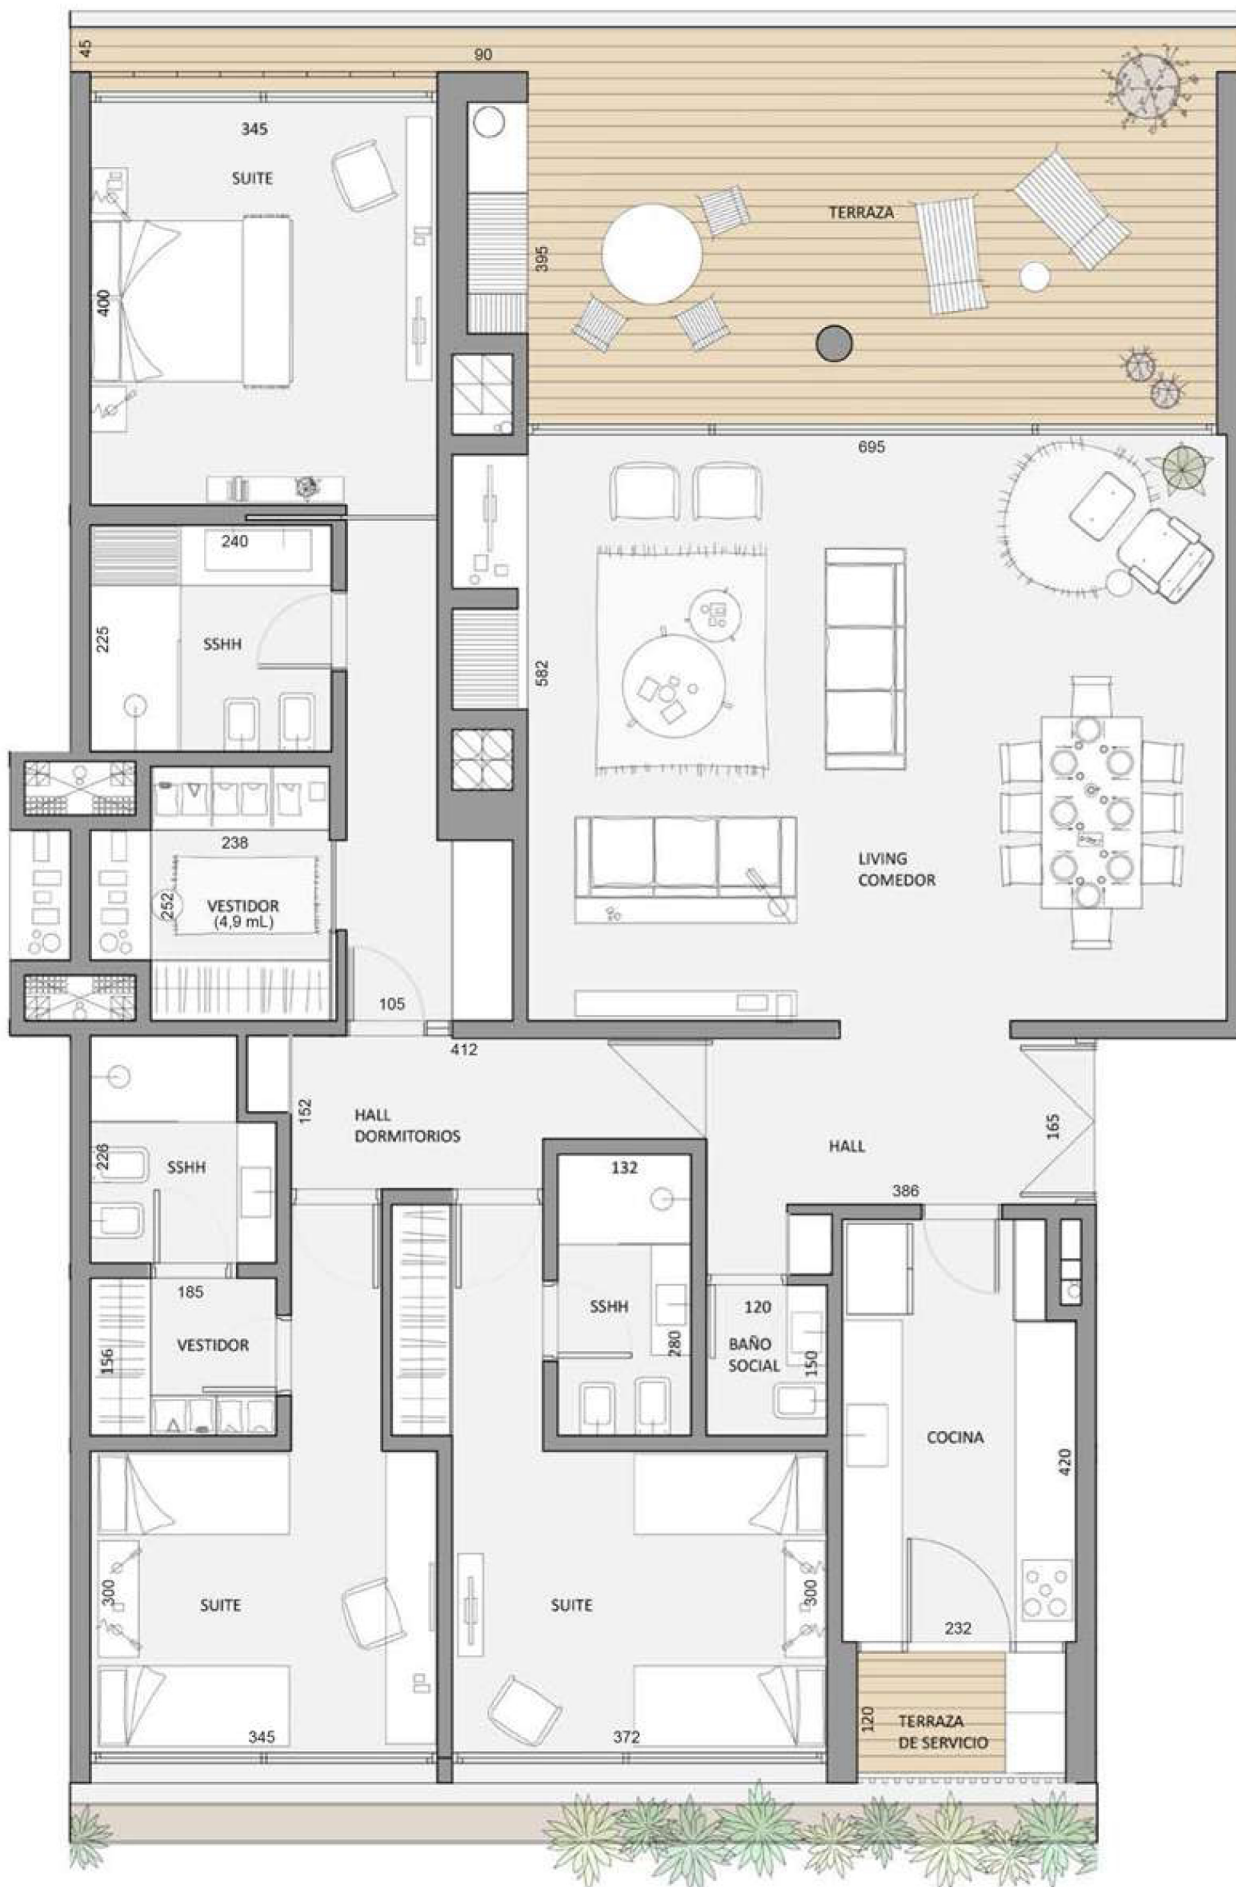 45
90
345
SUITE
TERRAZA
395
400
695
240
225
SSHH
582
238
LIVING
COMEDOR
252
VESTIDOR
(4,9 mL)
105
412
152
HALL
DORMITORIOS
165
226
SSHH
132
HALL
386
185
120
SSHH
156
VESTIDOR
280
BAÑO
SOCIAL
150
COCINA
420
300
SUITE
SUITE
300
232
345
372
120
TERRAZA
DE SERVICIO